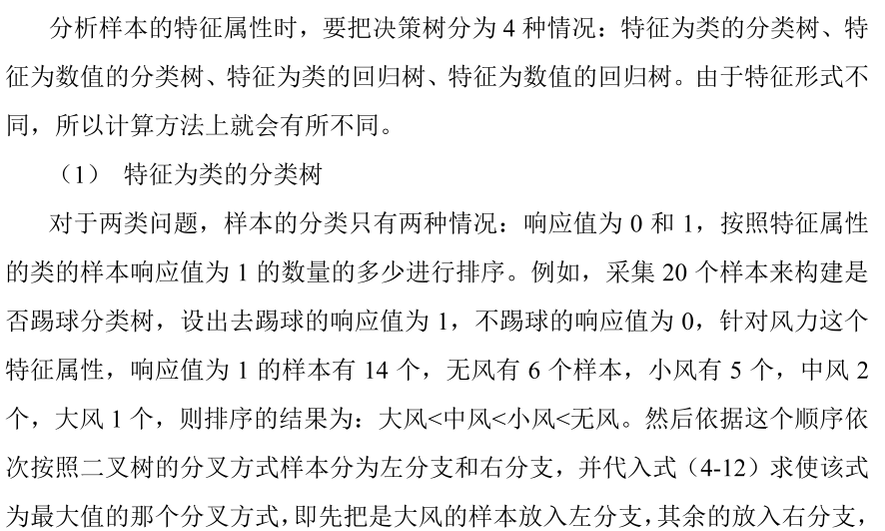 分析样本的特征属性时，要把决策树分为 4 种情况：特征为类的分类树、特
征为数值的分类树、特征为类的回归树、特征为数值的回归树。由于特征形式不
同，所以计算方法上就会有所不同。
（1） 特征为类的分类树
对于两类问题，样本的分类只有两种情况：响应值为 0 和 1，按照特征属性
的类的样本响应值为 1 的数量的多少进行排序。例如，采集 20 个样本来构建是
否踢球分类树，设出去踢球的响应值为 1，不踢球的响应值为 0，针对风力这个
特征属性，响应值为 1 的样本有 14 个，无风有 6 个样本，小风有 5 个，中风 2
个，大风 1 个，则排序的结果为：大风<中风<小风<无风。然后依据这个顺序依
次按照二叉树的分叉方式样本分为左分支和右分支，并代入式（4-12）求使该式
为最大值的那个分叉方式，即先把是大风的样本放入左分支，其余的放入右分支，